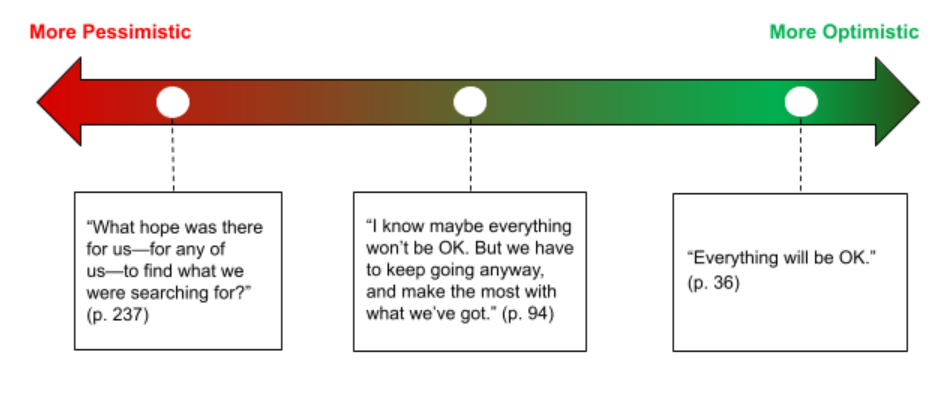 More Pessimistic
More Optimistic
“What hope was there
for us—for any of
us—to find what we
were searching for?”
(p. 237)
“I know maybe everything
won’t be OK. But we have
to keep going anyway,
and make the most with
what we’ve got.” (p. 94)
“Everything will be OK.”
(p. 36)